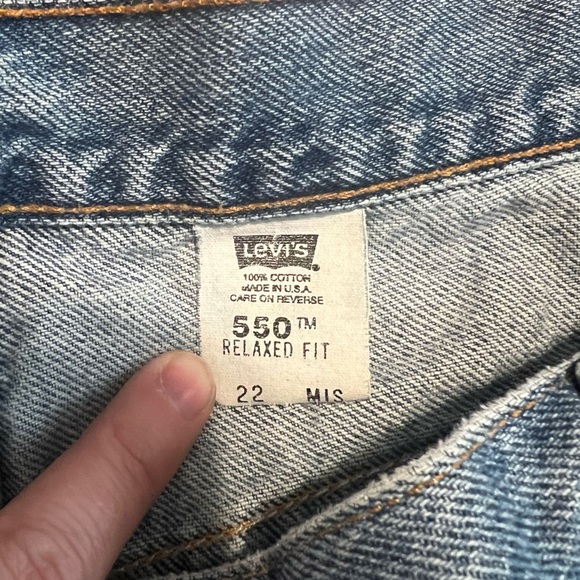 LEVI'S
100% COTTON
MADE IN U.S.A.
CARE ON REVERSE
550™
RELAXED FIT
22 MIS